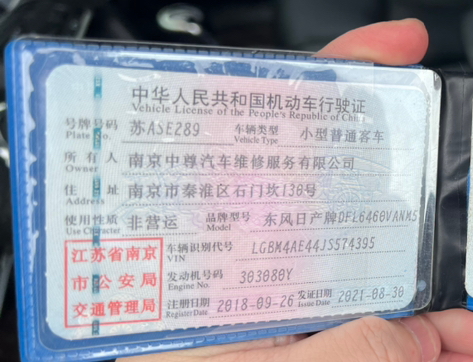 中华人民共和国机动车行驶证
Vehicle License of the People's Republic of China
号牌号码 苏ASE289 车辆类型 小型普通客车
Plate No. Vehicle Type
所有人 南京中尊汽车维修服务有限公司
Owner
住址 南京市秦淮区石门坎130号
Address
使用性质 非营运 品牌型号 东风日产牌DFL6460VANM5
Use Character Model
江苏省南京
市公安局
交通管理局
车辆识别代号 LGBM4AE44JS574395
VIN
发动机号码 303080Y
Engine No.
注册日期 2018-09-26 发证日期 2021-08-30
Register Date Issue Date